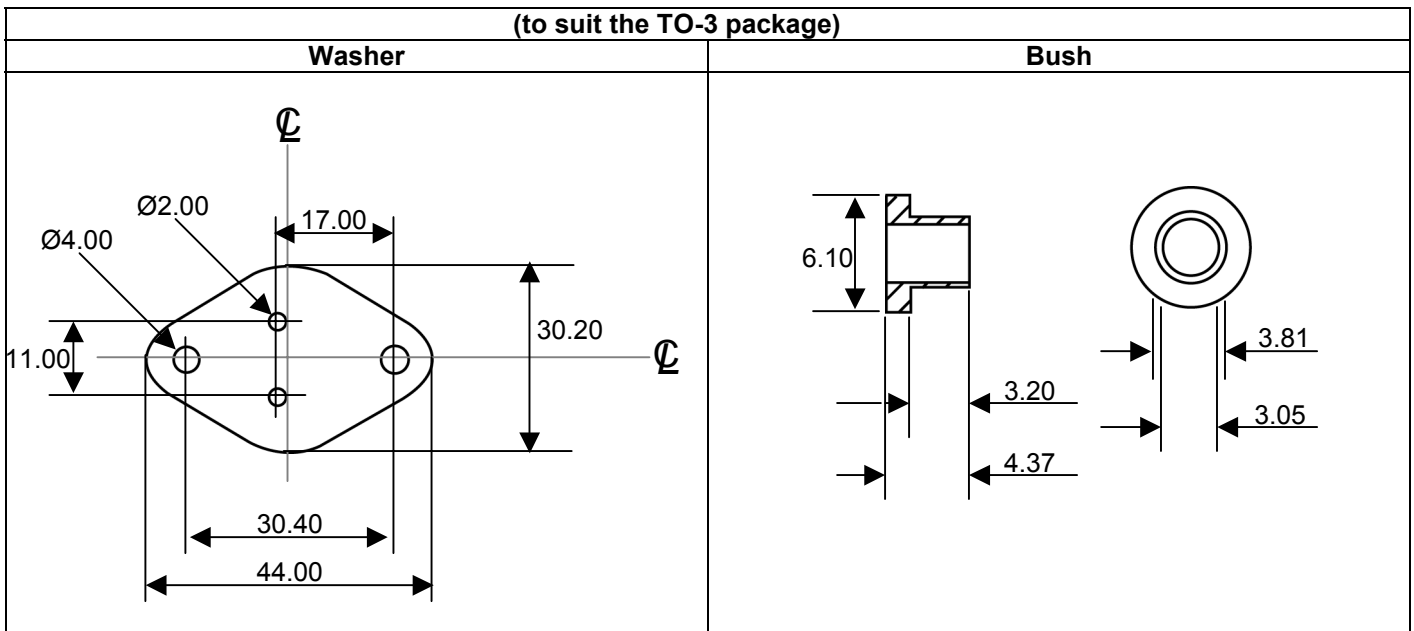 (to suit the TO-3 package)
Washer
Bush
℄
Ø2.00
17.00
Ø4.00
11.00
30.20
℄
30.40
44.00
6.10
3.20
4.37
3.81
3.05